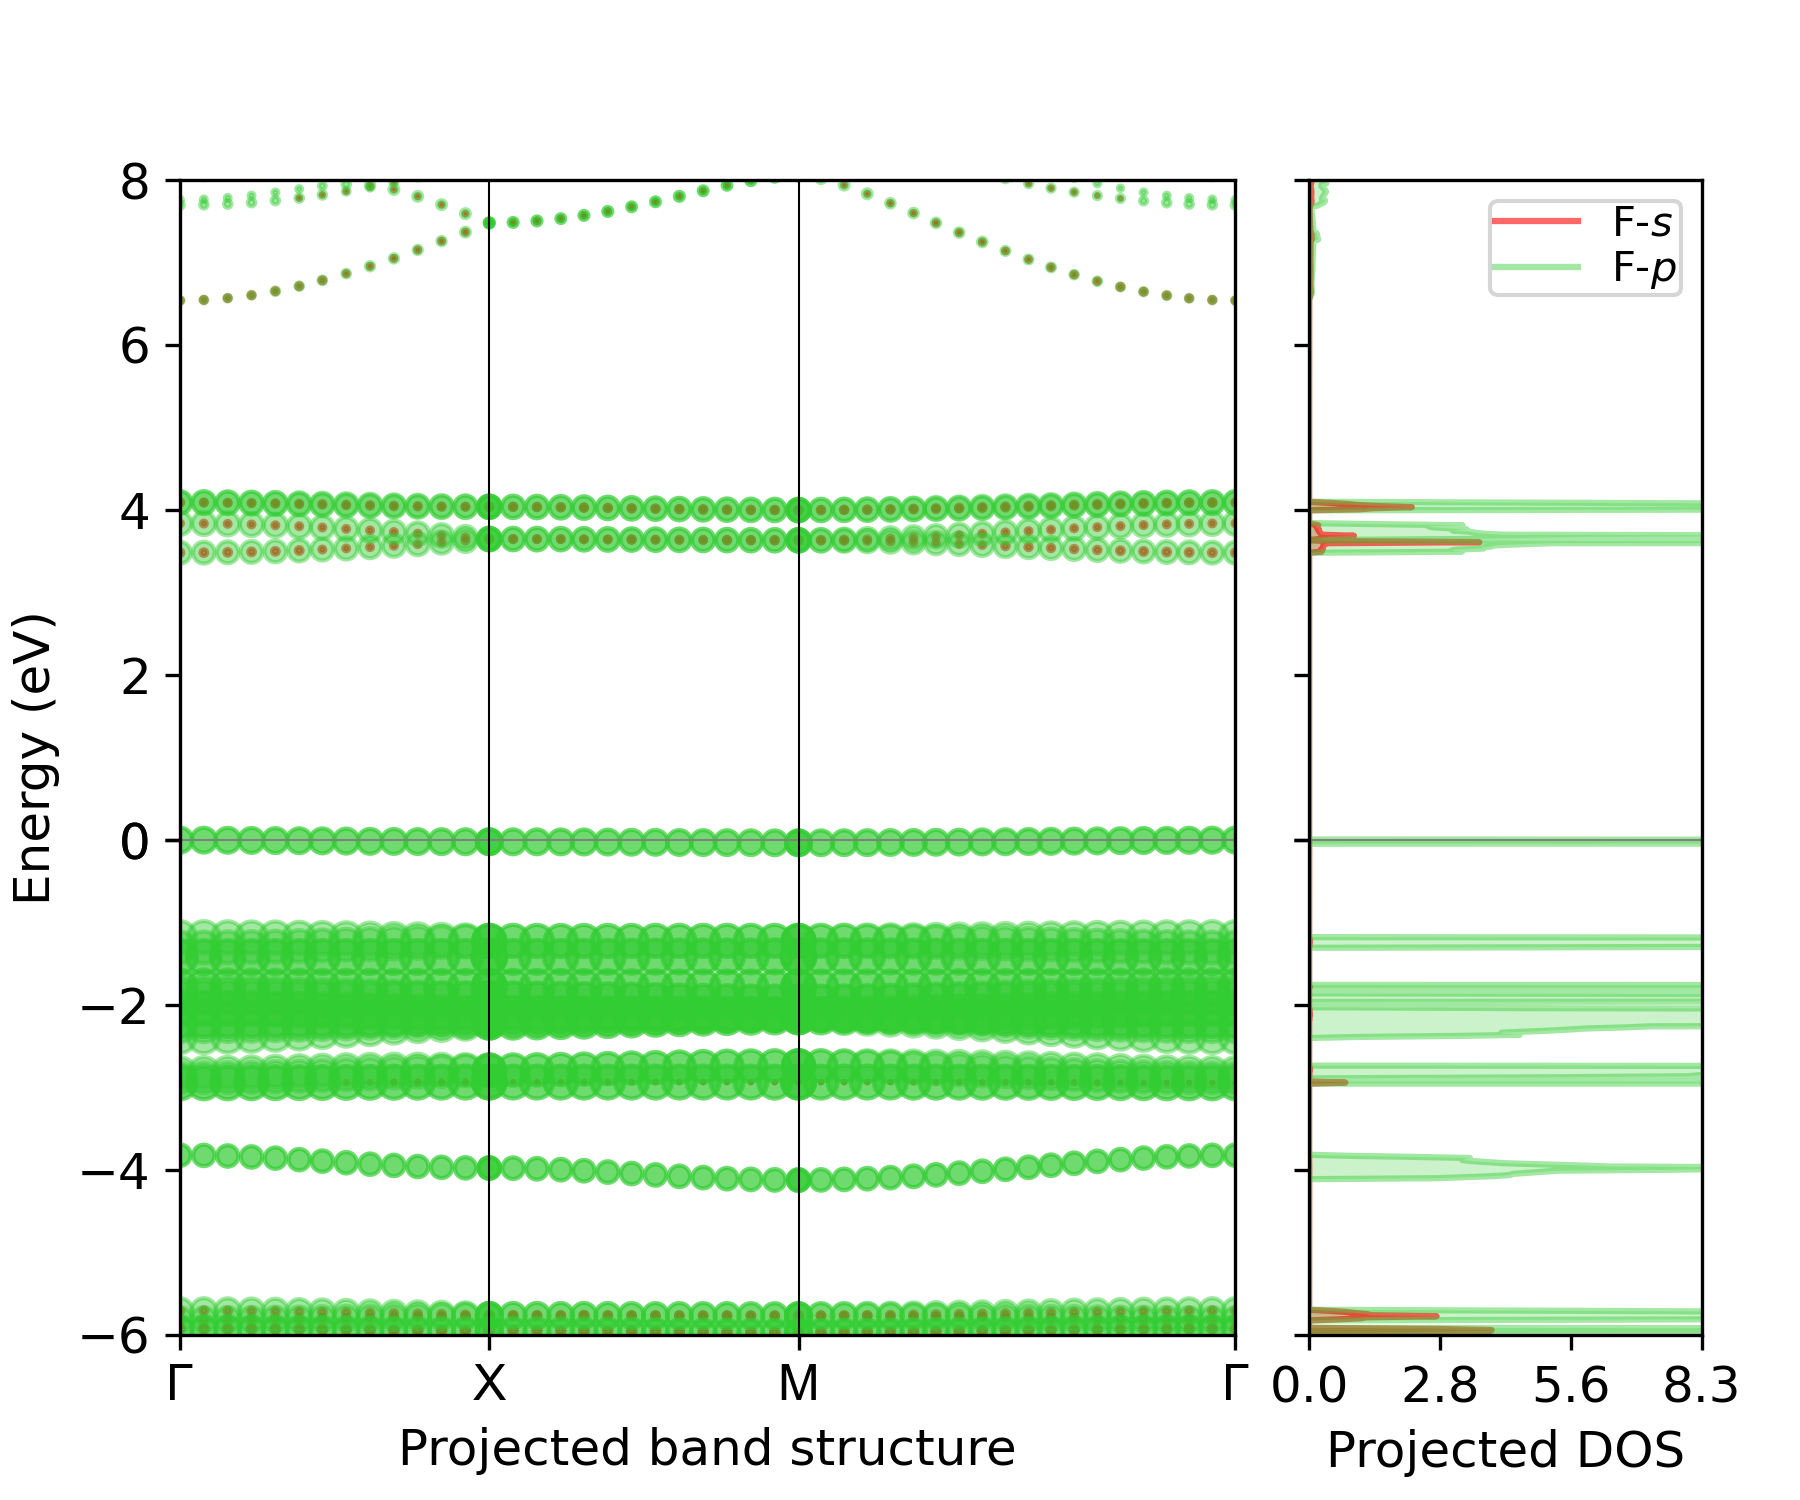 Energy (eV)
8
6
4
2
0
−2
−4
−6
Γ X M Γ
Projected band structure
F-s
F-p
0.0 2.8 5.6 8.3
Projected DOS